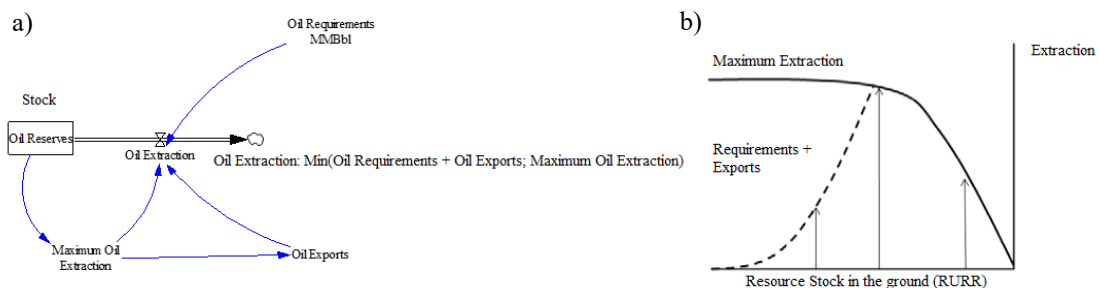 a)
Oil Requirements
MMBbl
Stock
Oil Reserves
Oil Extraction
Oil Extraction: Min(Oil Requirements + Oil Exports; Maximum Oil Extraction)
Maximum Oil
Extraction
Oil Exports
b)
Maximum Extraction
Extraction
Requirements +
Exports
Resource Stock in the ground (RURR)